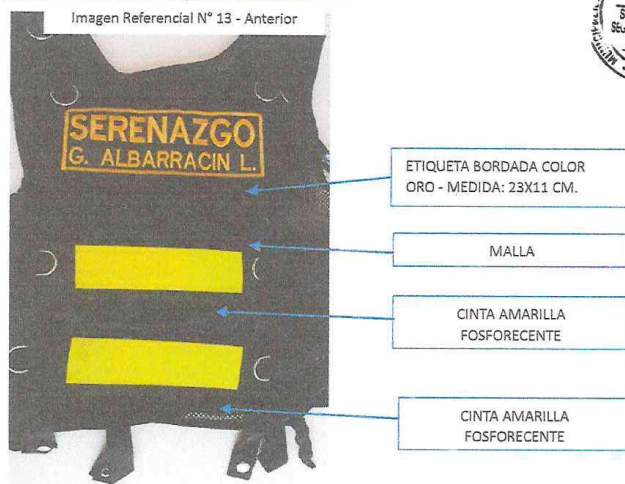 Imagen Referencial N° 13 - Anterior
SERENAZGO
G. ALBARRACIN L.
ETIQUETA BORDADA COLOR
ORO - MEDIDA: 23X11 CM.
MALLA
CINTA AMARILLA
FOSFORECENTE
CINTA AMARILLA
FOSFORECENTE